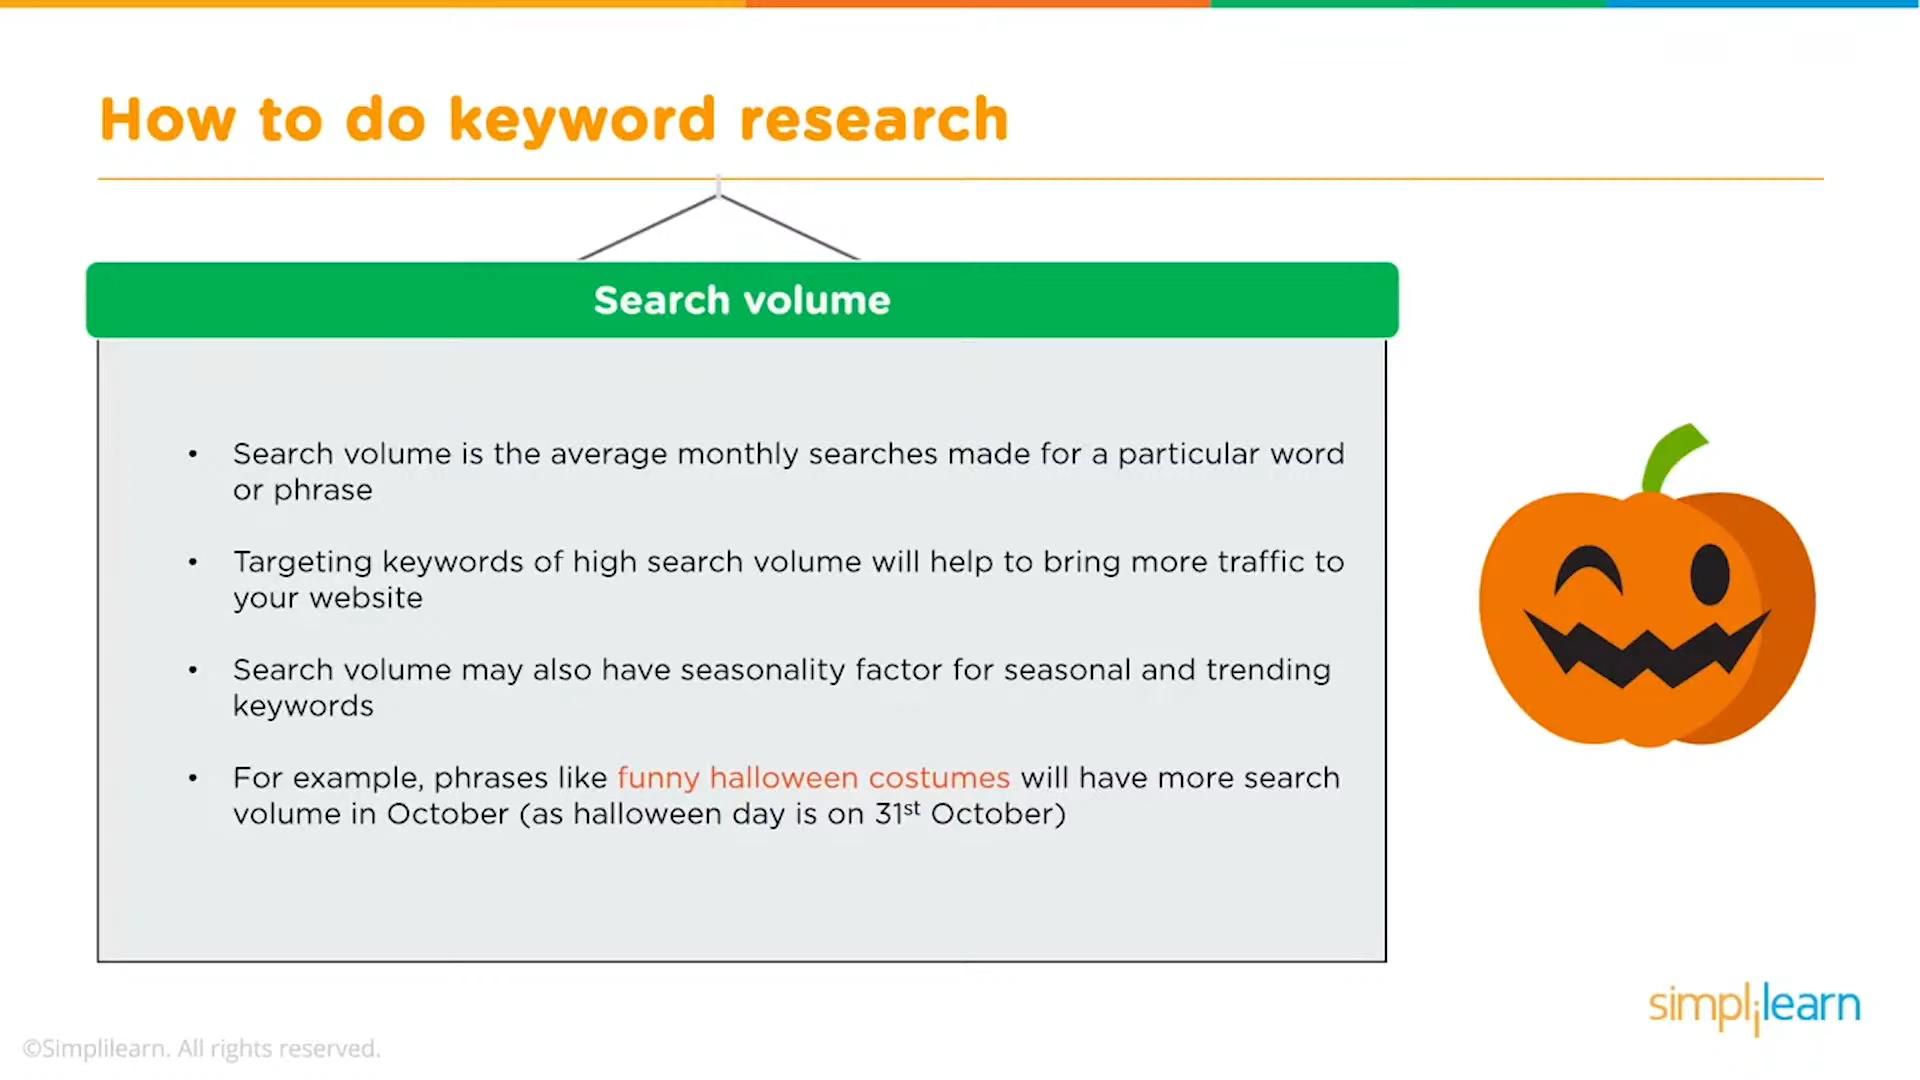 How to do keyword research
Search volume
• Search volume is the average monthly searches made for a particular word
or phrase
• Targeting keywords of high search volume will help to bring more traffic to
your website
• Search volume may also have seasonality factor for seasonal and trending
keywords
• For example, phrases like funny halloween costumes will have more search
volume in October (as halloween day is on 31st October)
simplilearn
©Simplilearn. All rights reserved.